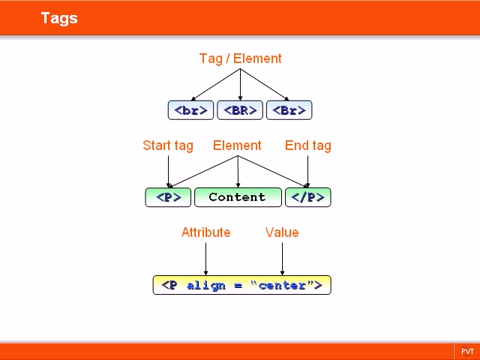 Tags
Tag / Element
<br> <BR> <Br>
Start tag Element End tag
<P> Content </P>
Attribute Value
<P align = “center”>
PVT